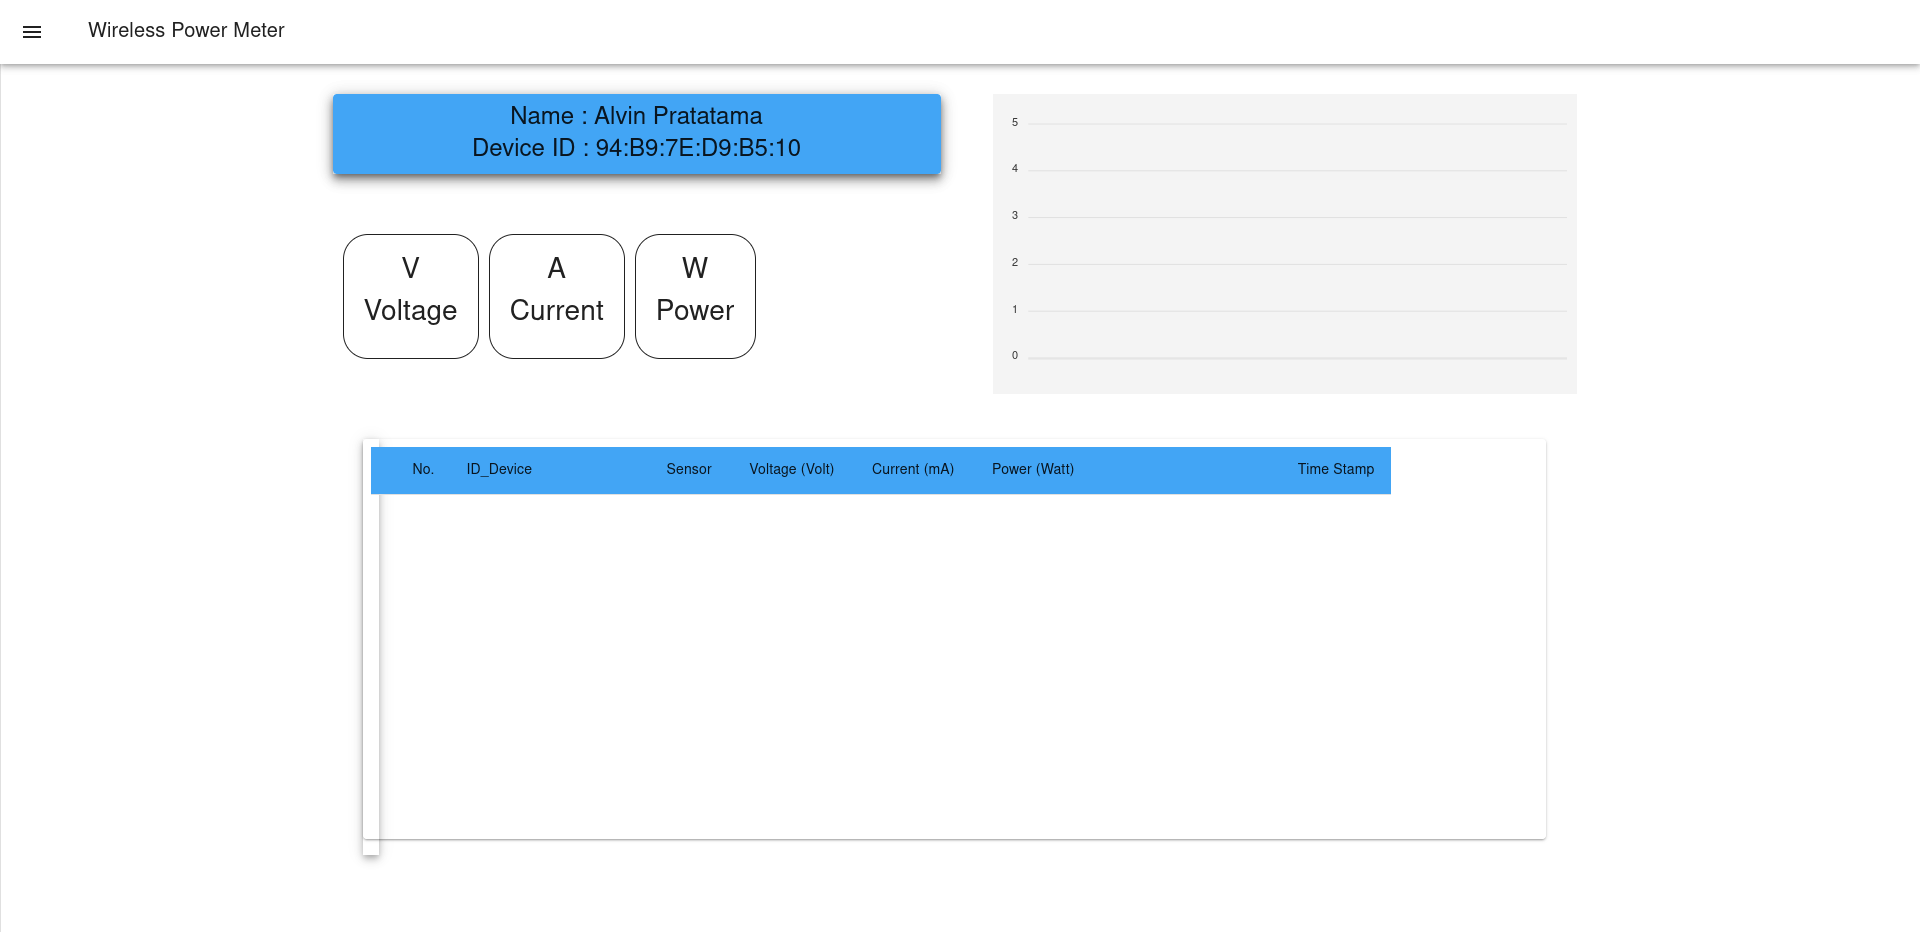 Wireless Power Meter
Name : Alvin Pratatama
Device ID : 94:B9:7E:D9:B5:10
V
Voltage
A
Current
W
Power
5
4
3
2
1
0
No. ID_Device Sensor Voltage (Volt) Current (mA) Power (Watt) Time Stamp